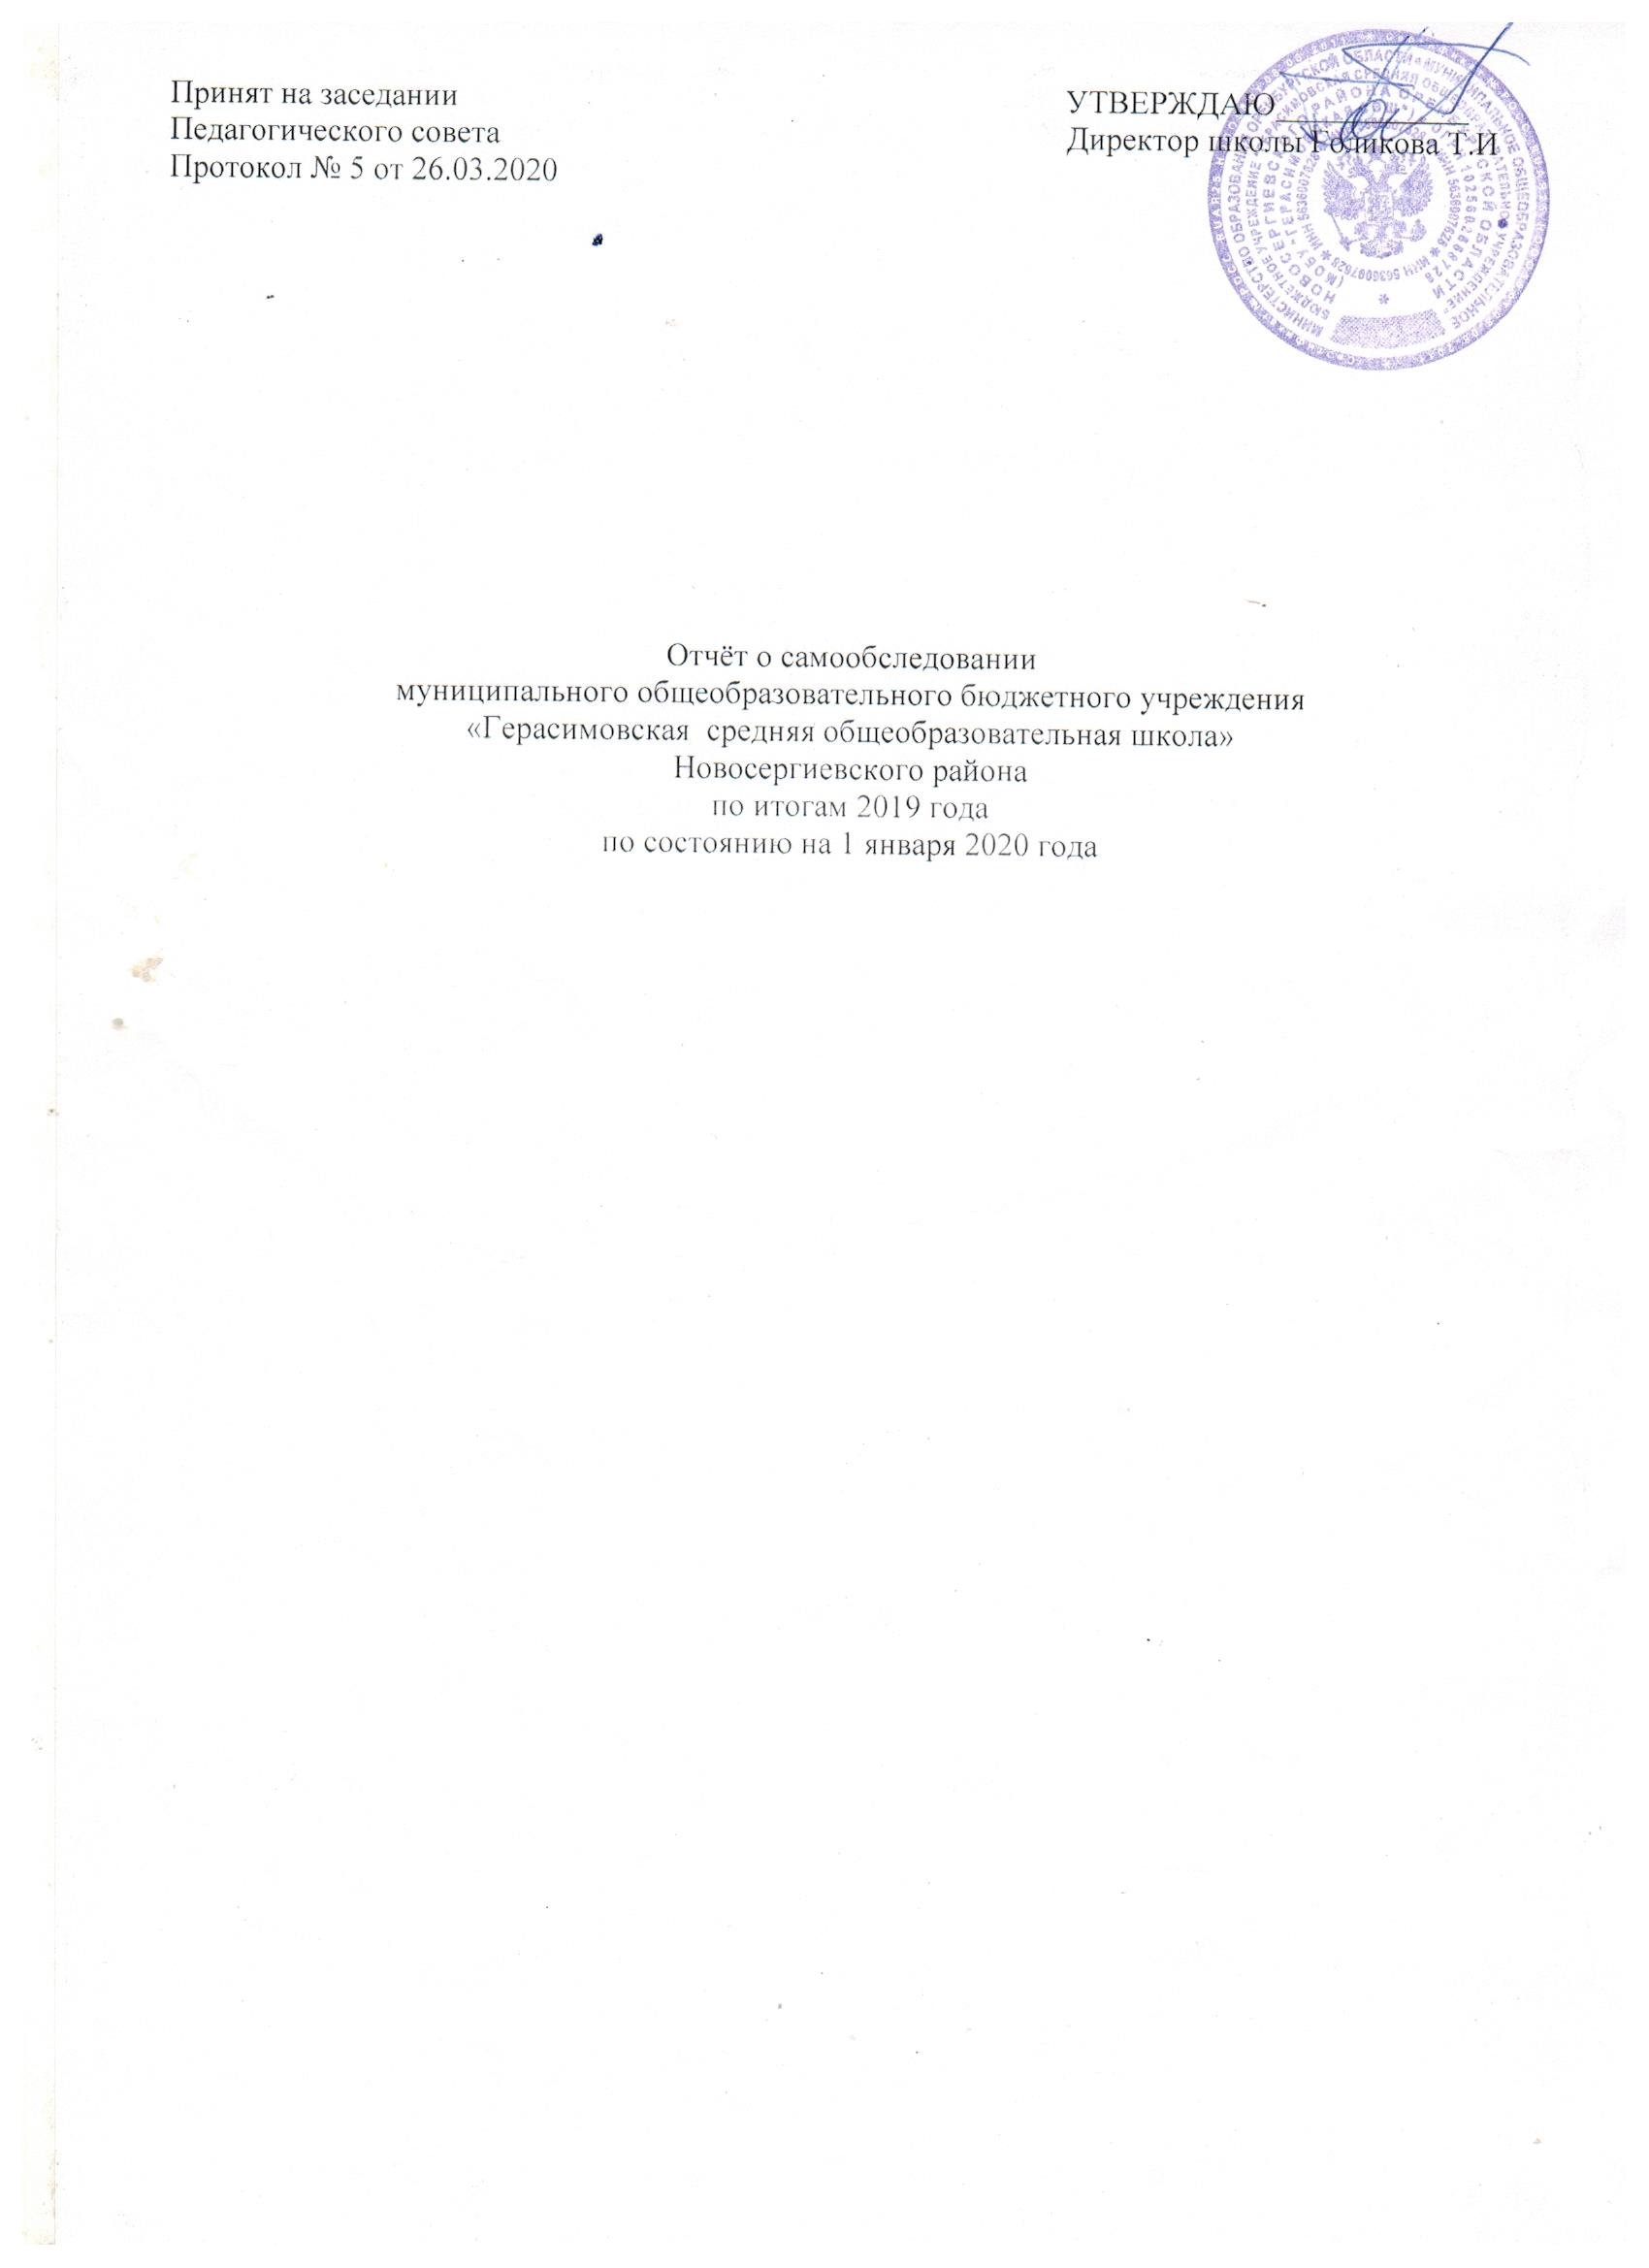 Принят на заседании
Педагогического совета
Протокол № 5 от 26.03.2020
УТВЕРЖДАЮ
Директор школы Голикова Т.И
Отчёт о самообследовании
муниципального общеобразовательного бюджетного учреждения
«Герасимовская средняя общеобразовательная школа»
Новосергиевского района
по итогам 2019 года
по состоянию на 1 января 2020 года